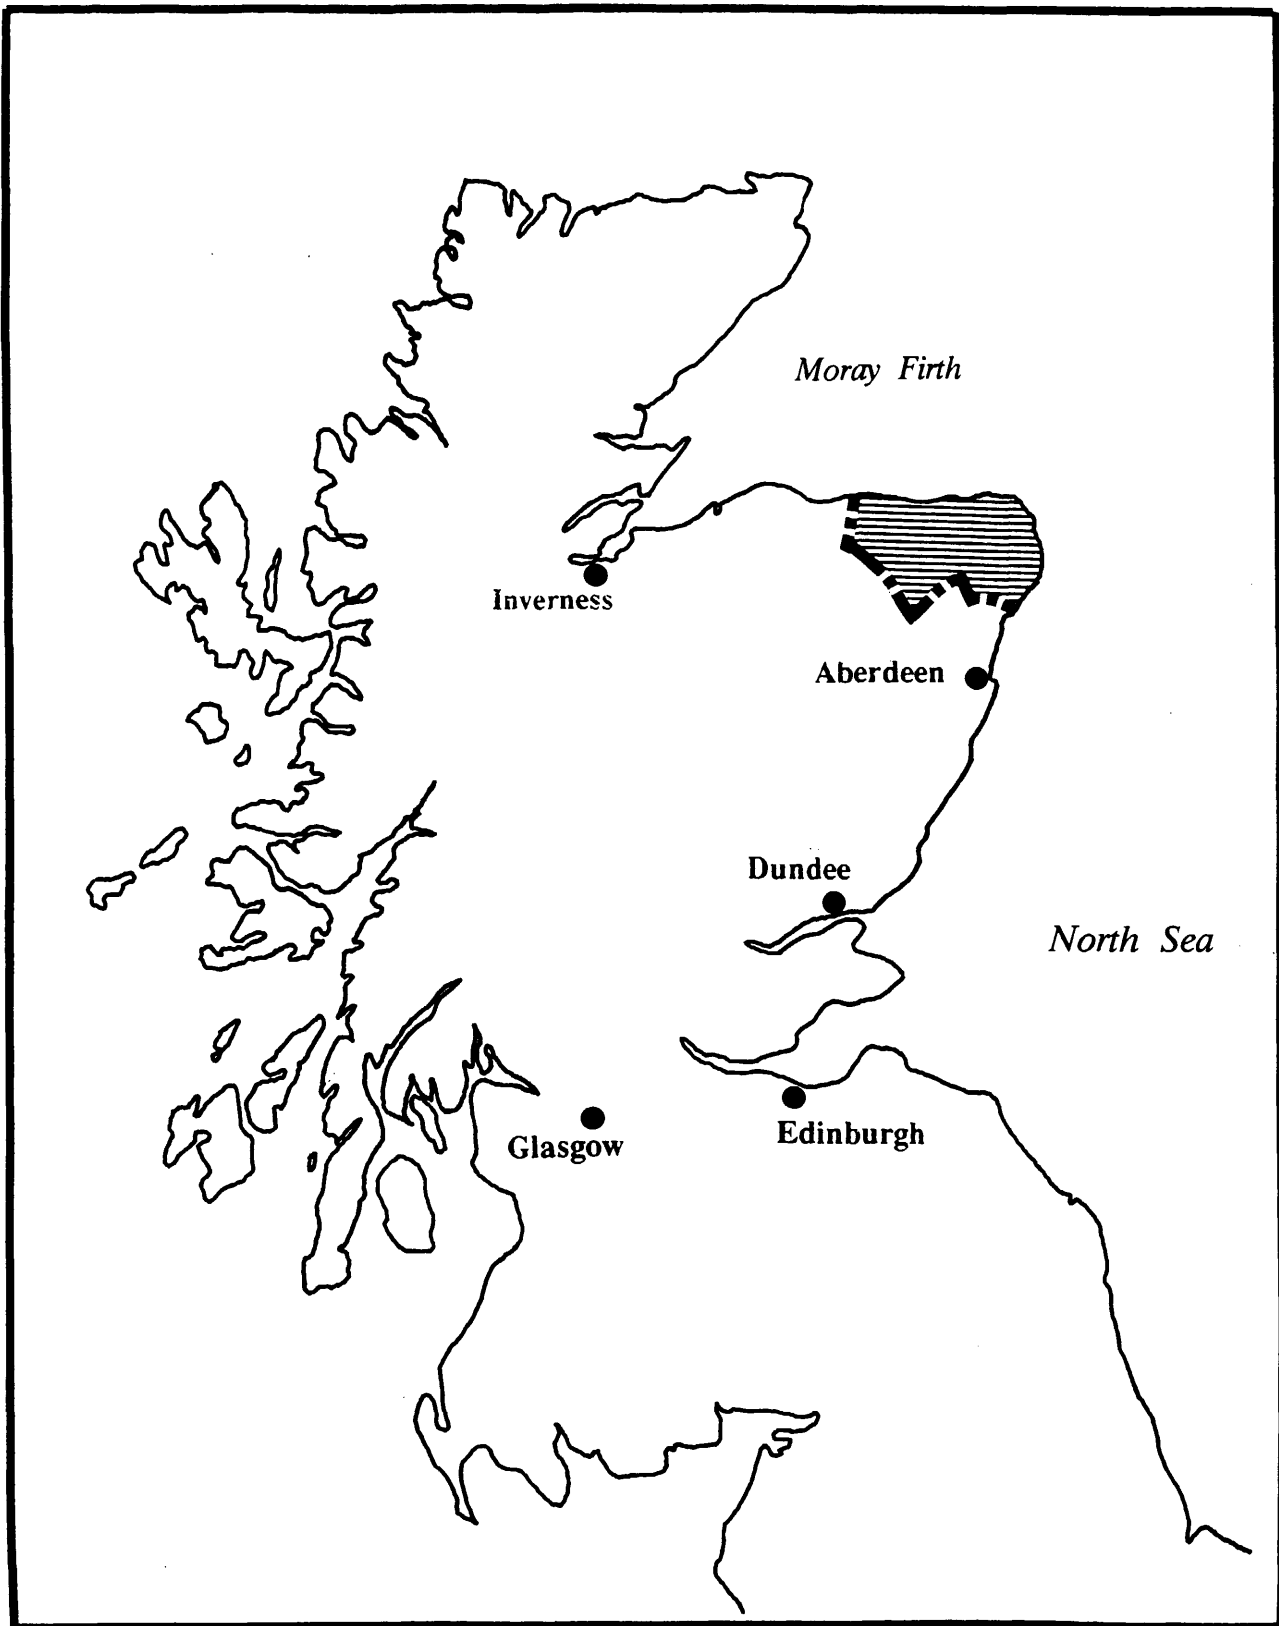 Moray Firth
Inverness
Aberdeen
Dundee
North Sea
Edinburgh
Glasgow